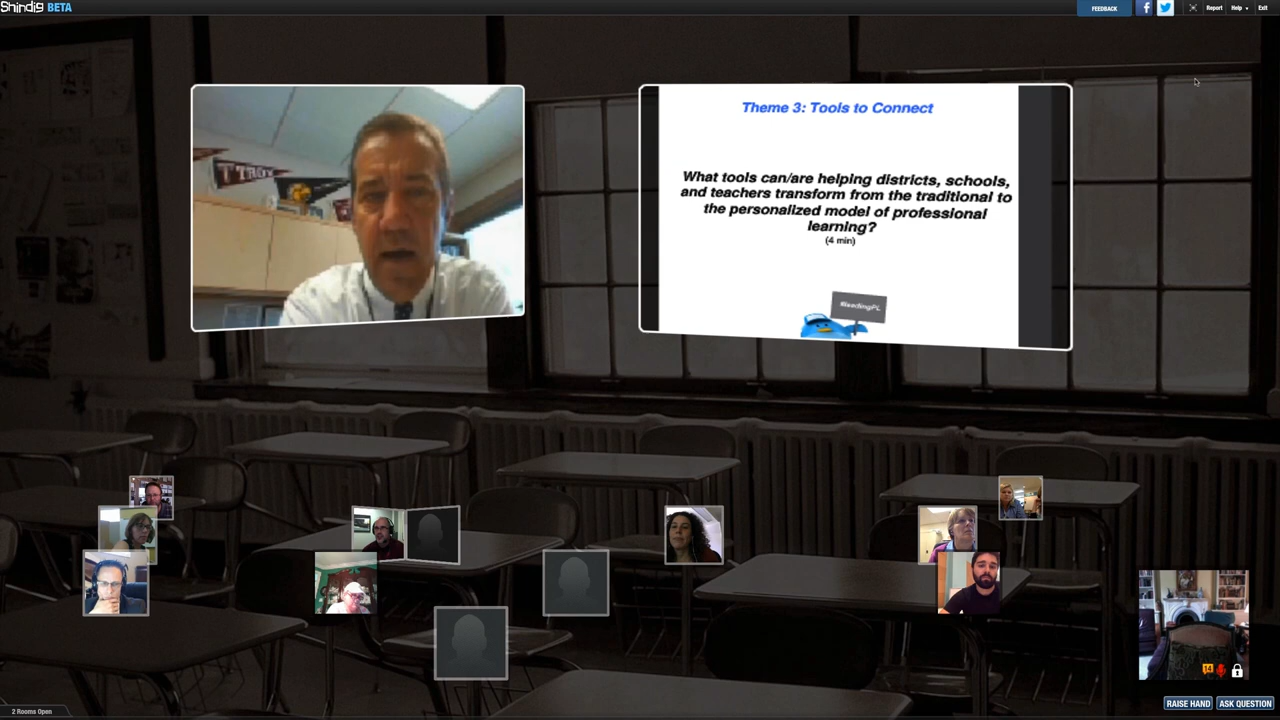 Shindig BETA
FEEDBACK
Report
Help
Exit
Theme 3: Tools to Connect
What tools can/are helping districts, schools,
and teachers transform from the traditional to
the personalized model of professional
learning?
(4 min)
#LeadingPL
14
2 Rooms Open
RAISE HAND
ASK QUESTION